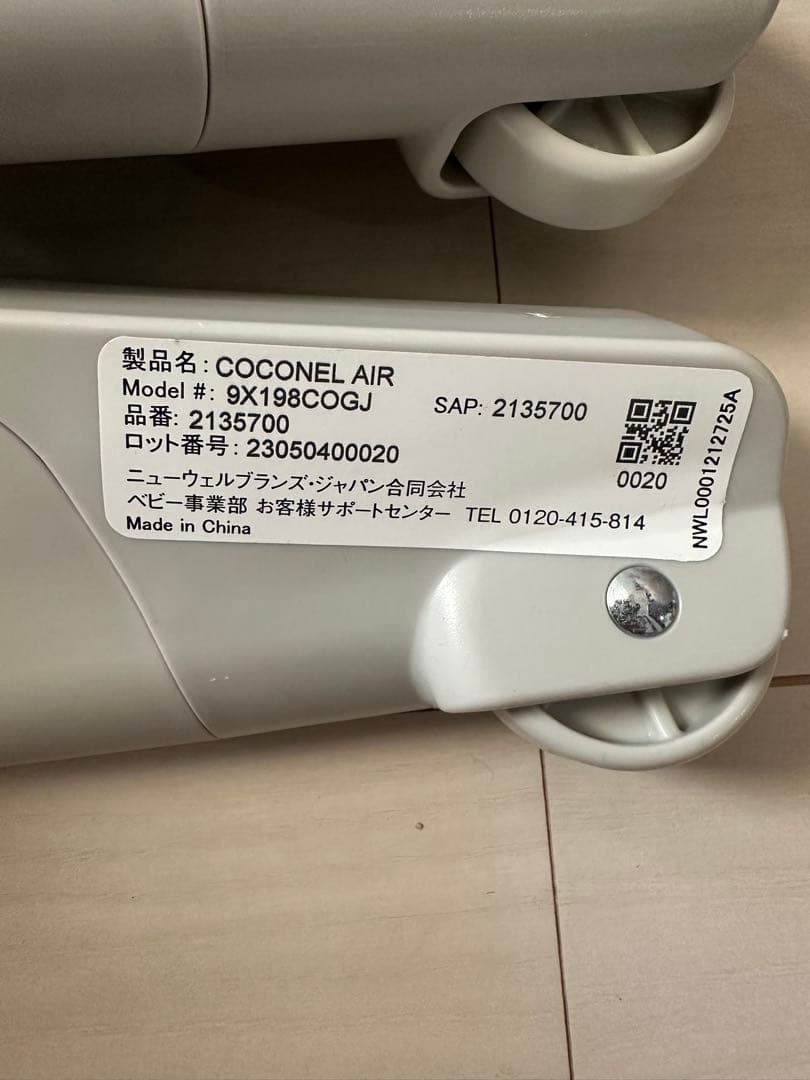 製品名: COCONEL AIR
Model #: 9X198COGJ
品番: 2135700
ロット番号: 23050400020
SAP: 2135700
0020
NWL0001212725A
ニューウェルブランズ・ジャパン合同会社
ベビー事業部 お客様サポートセンター TEL 0120-415-814
Made in China